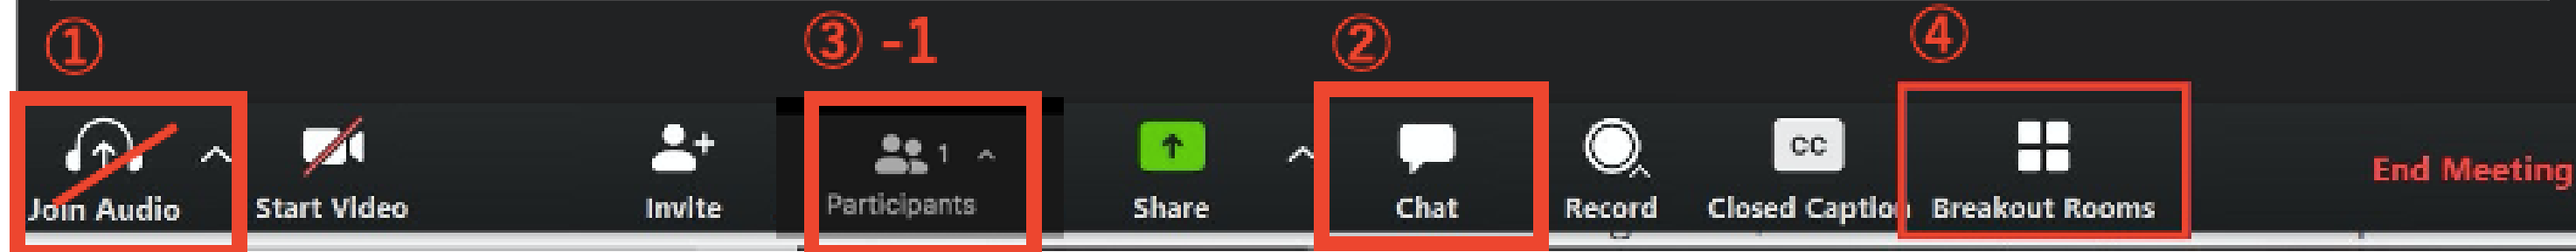 ① ③ -1 ② ④
1
CC
Join Audio Start Video Invite Participants Share Chat Record Closed Caption Breakout Rooms
End Meeting